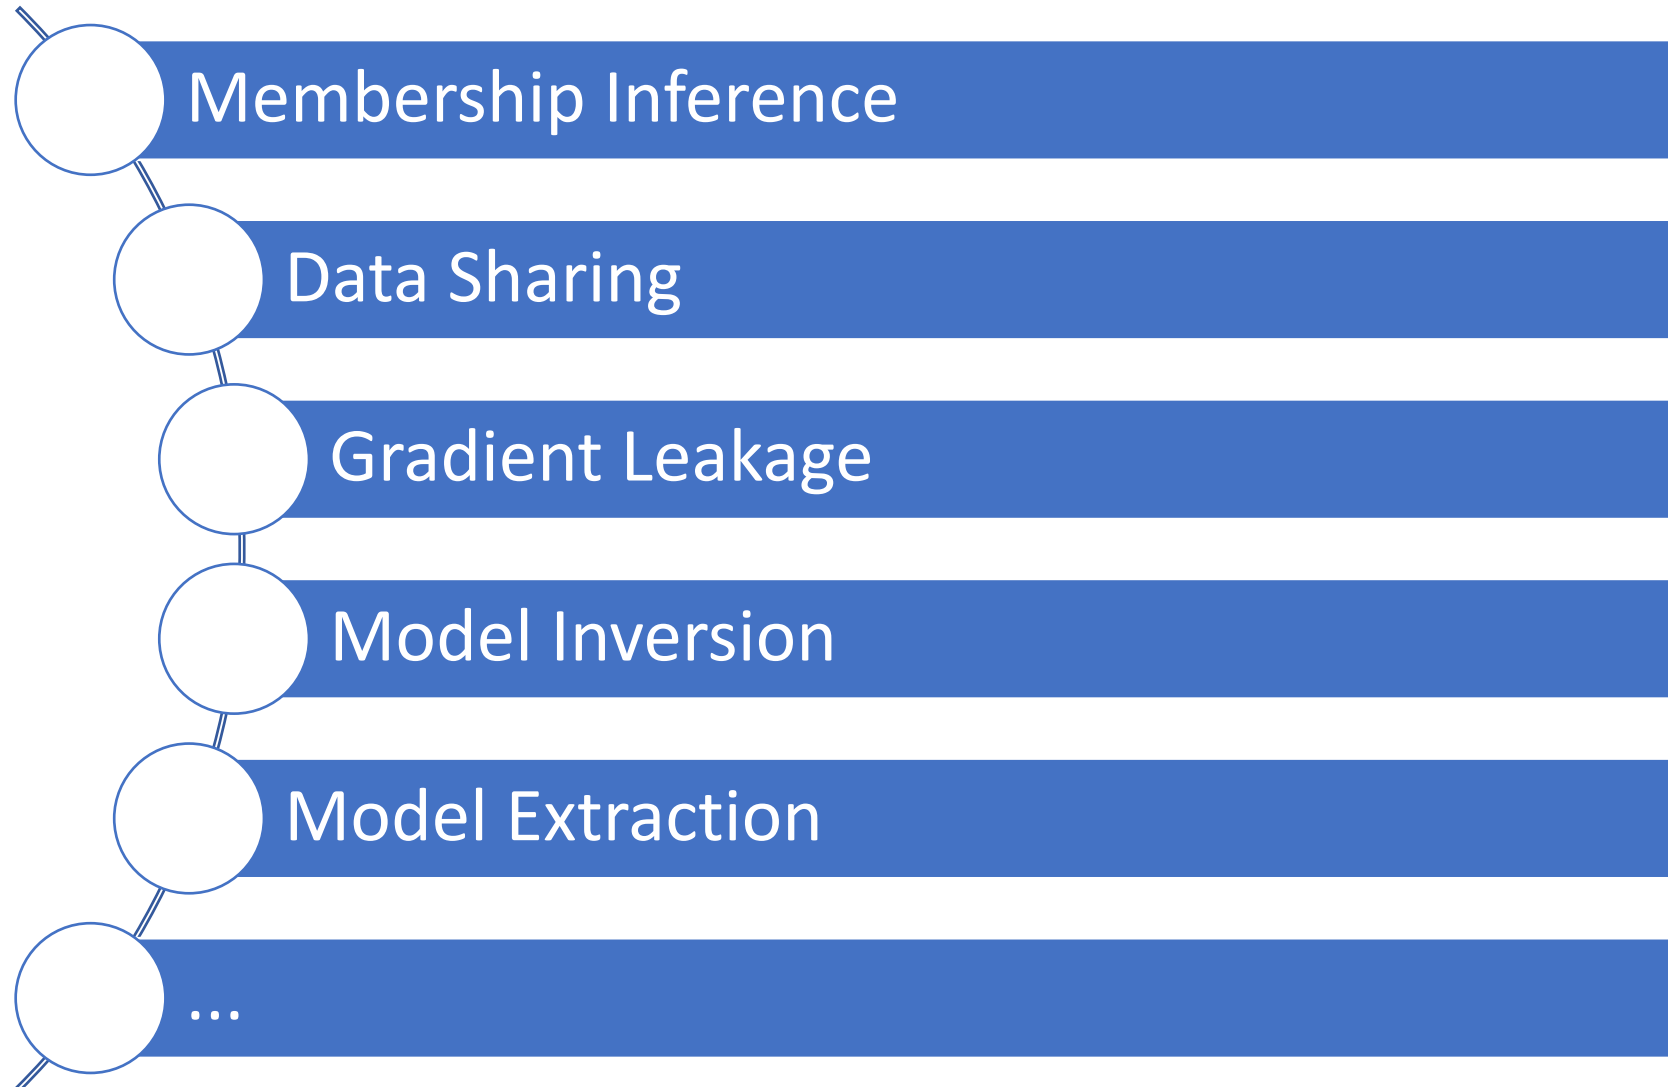 Membership Inference
Data Sharing
Gradient Leakage
Model Inversion
Model Extraction
...